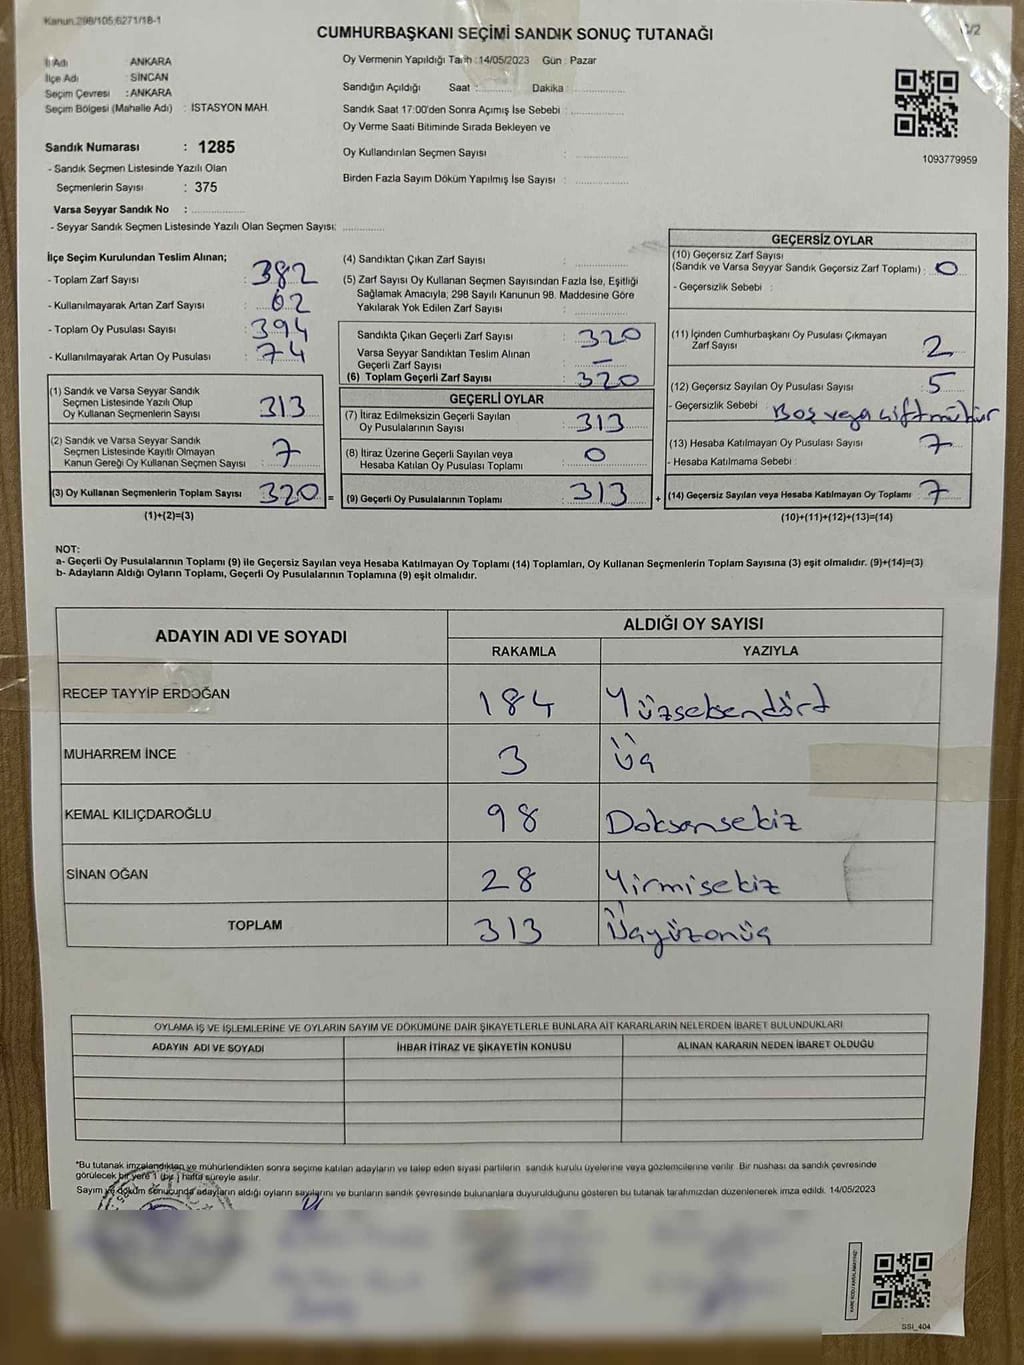 Kanun.298/105;6271/18-1
CUMHURBAŞKANI SEÇİMİ SANDIK SONUÇ TUTANAĞI
/2
İl Adı : ANKARA
İlçe Adı : SİNCAN
Seçim Çevresi : ANKARA
Seçim Bölgesi (Mahalle Adı) : İSTASYON MAH.
Sandık Numarası : 1285
- Sandık Seçmen Listesinde Yazılı Olan
Seçmenlerin Sayısı : 375
Varsa Seyyar Sandık No :
- Seyyar Sandık Seçmen Listesinde Yazılı Olan Seçmen Sayısı:
Oy Vermenin Yapıldığı Tarih :14/05/2023 Gün : Pazar
Sandığın Açıldığı Saat : Dakika :
Sandık Saat 17:00'den Sonra Açımış İse Sebebi :
Oy Verme Saati Bitiminde Sırada Bekleyen ve
Oy Kullandırılan Seçmen Sayısı :
Birden Fazla Sayım Döküm Yapılmış İse Sayısı :
1093779959
İlçe Seçim Kurulundan Teslim Alınan;
- Toplam Zarf Sayısı : 382
- Kullanılmayarak Artan Zarf Sayısı : 62
- Toplam Oy Pusulası Sayısı : 394
- Kullanılmayarak Artan Oy Pusulası : 74
(1) Sandık ve Varsa Seyyar Sandık
Seçmen Listesinde Yazılı Olup
Oy Kullanan Seçmenlerin Sayısı : 313
(2) Sandık ve Varsa Seyyar Sandık
Seçmen Listesinde Kayıtlı Olmayan
Kanun Gereği Oy Kullanan Seçmen Sayısı : 7
(3) Oy Kullanan Seçmenlerin Toplam Sayısı : 320
(1)+(2)=(3)
(4) Sandıktan Çıkan Zarf Sayısı :
(5) Zarf Sayısı Oy Kullanan Seçmen Sayısından Fazla İse, Eşitliği
Sağlamak Amacıyla, 298 Sayılı Kanunun 98. Maddesine Göre
Yakılarak Yok Edilen Zarf Sayısı :
Sandıkta Çıkan Geçerli Zarf Sayısı : 320
Varsa Seyyar Sandıktan Teslim Alınan
Geçerli Zarf Sayısı : –
(6) Toplam Geçerli Zarf Sayısı : 320
GEÇERLİ OYLAR
(7) İtiraz Edilmeksizin Geçerli Sayılan
Oy Pusulalarının Sayısı : 313
(8) İtiraz Üzerine Geçerli Sayılan veya
Hesaba Katılan Oy Pusulası Toplamı : 0
= (9) Geçerli Oy Pusulalarının Toplamı : 313
GEÇERSİZ OYLAR
(10) Geçersiz Zarf Sayısı
(Sandık ve Varsa Seyyar Sandık Geçersiz Zarf Toplamı) : 0
- Geçersizlik Sebebi :
(11) İçinden Cumhurbaşkanı Oy Pusulası Çıkmayan
Zarf Sayısı : 2
(12) Geçersiz Sayılan Oy Pusulası Sayısı : 5
- Geçersizlik Sebebi : Boş veya çift mühür
(13) Hesaba Katılmayan Oy Pusulası Sayısı : 7
- Hesaba Katılmama Sebebi :
+ (14) Geçersiz Sayılan veya Hesaba Katılmayan Oy Toplamı : 7
(10)+(11)+(12)+(13)=(14)
NOT:
a- Geçerli Oy Pusulalarının Toplamı (9) ile Geçersiz Sayılan veya Hesaba Katılmayan Oy Toplamı (14) Toplamları, Oy Kullanan Seçmenlerin Toplam Sayısına (3) eşit olmalıdır. (9)+(14)=(3)
b- Adayların Aldığı Oyların Toplamı, Geçerli Oy Pusulalarının Toplamına (9) eşit olmalıdır.
ADAYIN ADI VE SOYADI ALDIĞI OY SAYISI
RAKAMLA YAZIYLA
RECEP TAYYİP ERDOĞAN 184 Yüzseksendört
MUHARREM İNCE 3 Üç
KEMAL KILIÇDAROĞLU 98 Doksansekiz
SİNAN OĞAN 28 Yirmisekiz
TOPLAM 313 Üçyüzonüç
OYLAMA İŞ VE İŞLEMLERİNE VE OYLARIN SAYIM VE DÖKÜMÜNE DAİR ŞİKAYETLERLE BUNLARA AİT KARARLARIN NELERDEN İBARET BULUNDUKLARI
ADAYIN ADI VE SOYADI İHBAR İTİRAZ VE ŞİKAYETİN KONUSU ALINAN KARARIN NEDEN İBARET OLDUĞU
*Bu tutanak imzalandıktan ve mühürlendikten sonra seçime katılan adayların ve talep eden siyasi partilerin sandık kurulu üyelerine veya gözlemcilerine verilir. Bir nüshası da sandık çevresinde
görülecek bir yere 1 (bir ) hafta süreyle asılır.
Sayım ve döküm sonucunda adayların aldığı oyların sayılarını ve bunların sandık çevresinde bulunanlara duyurulduğunu gösteren bu tutanak tarafımızdan düzenlenerek imza edildi. 14/05/2023
SSI_404